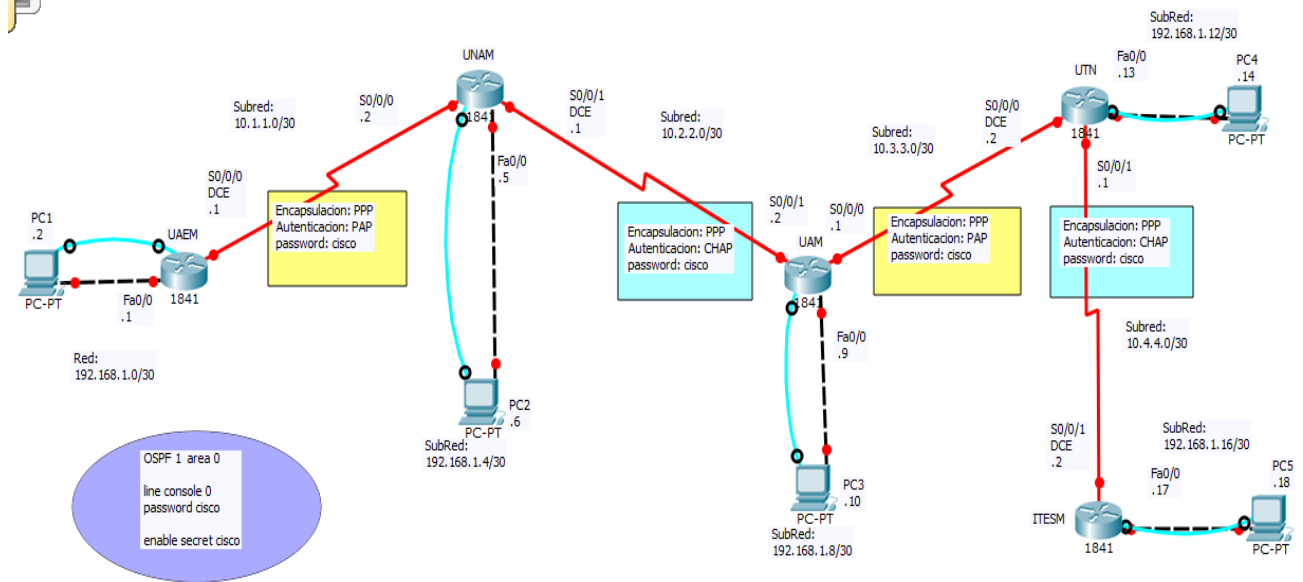 SubRed:
192.168.1.12/30
UNAM
UTN
Fa0/0
.13
PC4
.14
Subred:
10.1.1.0/30
S0/0/0
.2
1841
S0/0/1
DCE
.1
Subred:
10.2.2.0/30
Subred:
10.3.3.0/30
S0/0/0
DCE
.2
1841
PC-PT
Fa0/0
.5
S0/0/1
.1
S0/0/0
DCE
.1
Encapsulacion: PPP
Autenticacion: PAP
password: cisco
PC1
.2
UAEM
PC-PT
Fa0/0
.1
1841
Red:
192.168.1.0/30
Encapsulacion: PPP
Autenticacion: CHAP
password: cisco
S0/0/1
.2
UAM
S0/0/0
.1
1841
Encapsulacion: PPP
Autenticacion: PAP
password: cisco
Encapsulacion: PPP
Autenticacion: CHAP
password: cisco
Fa0/0
.9
Subred:
10.4.4.0/30
PC-PT
PC2
.6
SubRed:
192.168.1.4/30
S0/0/1
DCE
.2
SubRed:
192.168.1.16/30
Fa0/0
.17
PC5
.18
ITESM
1841
PC-PT
PC3
.10
PC-PT
SubRed:
192.168.1.8/30
OSPF 1 area 0
line console 0
password cisco
enable secret cisco